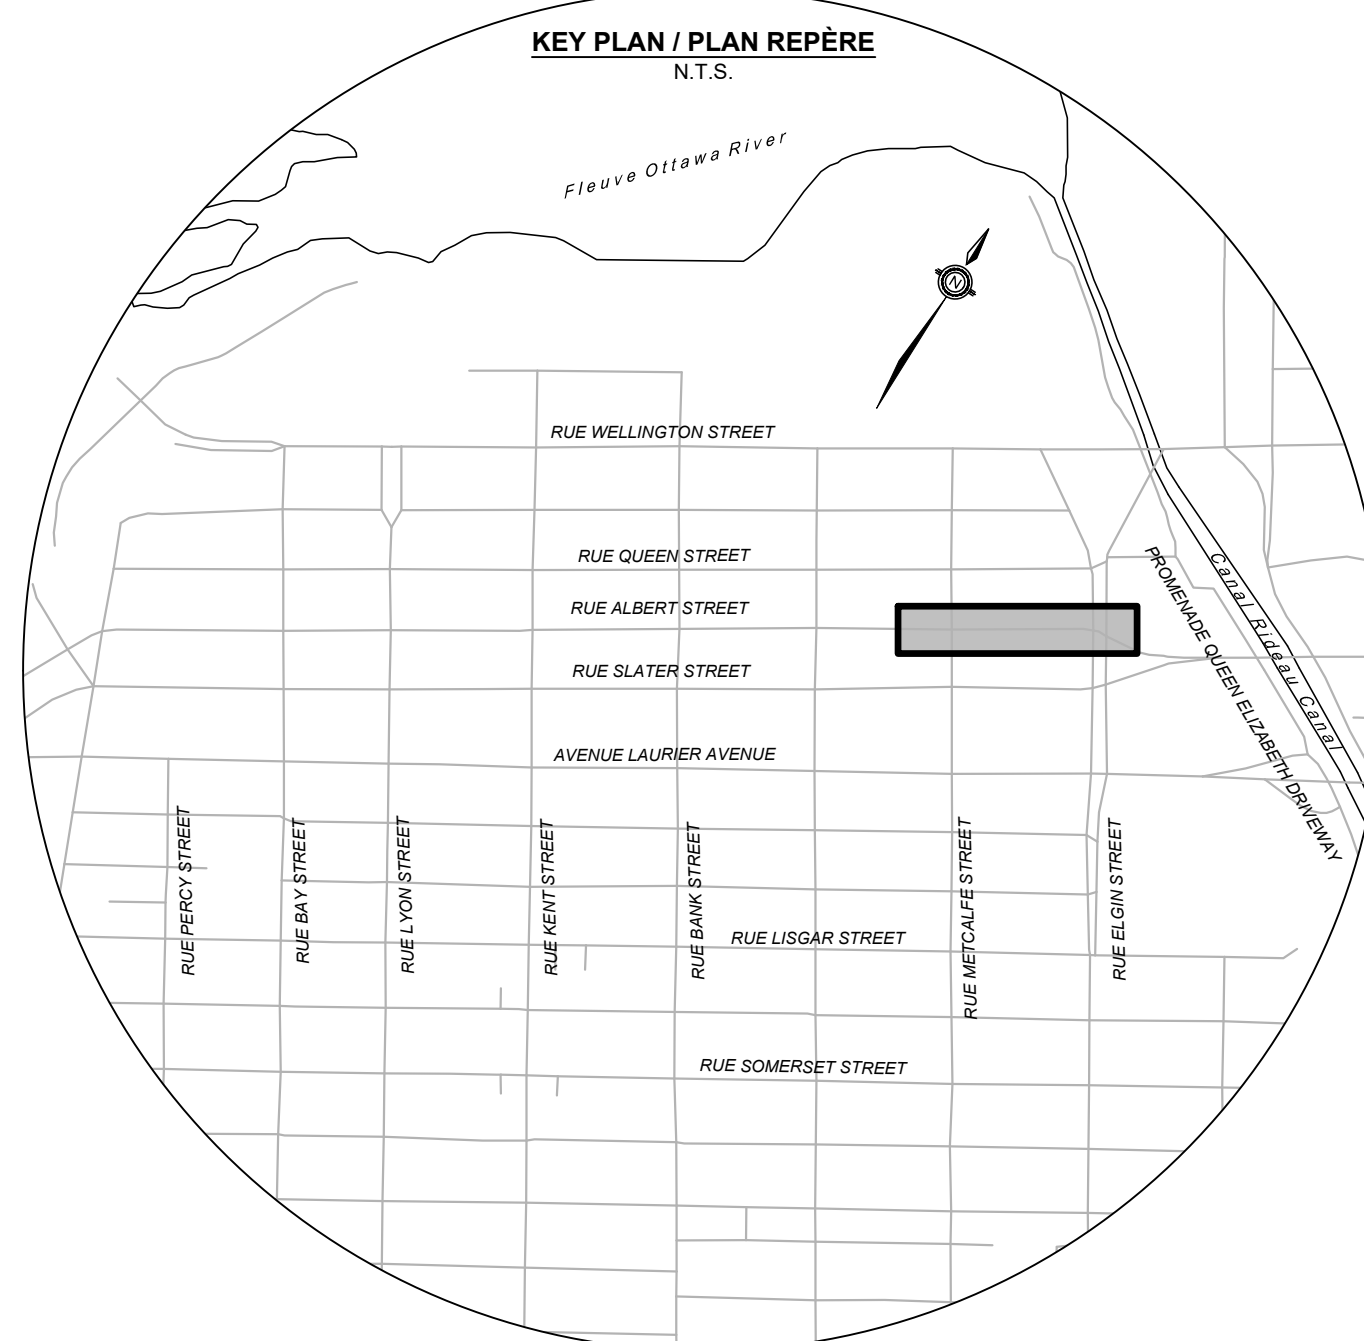 KEY PLAN / PLAN REPÈRE
N.T.S.
Fleuve Ottawa River
N
RUE WELLINGTON STREET
RUE QUEEN STREET
RUE ALBERT STREET
RUE SLATER STREET
AVENUE LAURIER AVENUE
PROMENADE QUEEN ELIZABETH DRIVEWAY
Canal Rideau Canal
RUE PERCY STREET
RUE BAY STREET
RUE LYON STREET
RUE KENT STREET
RUE BANK STREET
RUE METCALFE STREET
RUE ELGIN STREET
RUE LISGAR STREET
RUE SOMERSET STREET